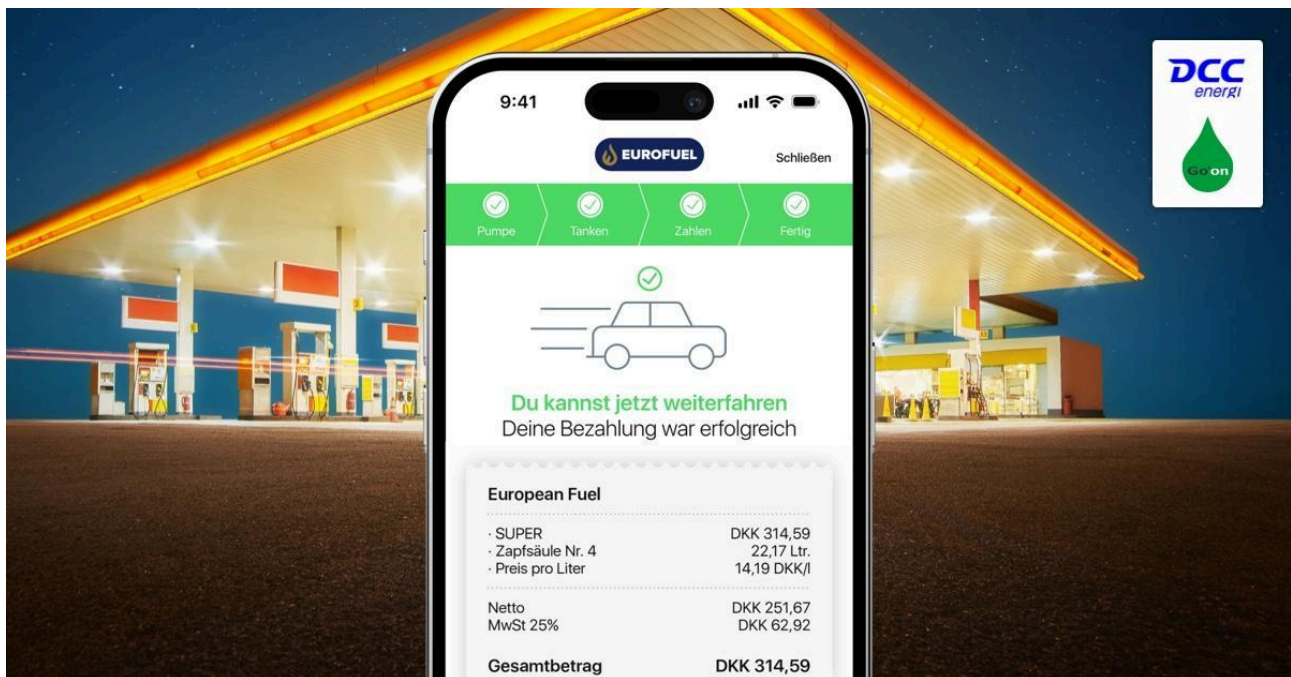 9:41
EUROFUEL
Schließen
Pumpe Tanken Zahlen Fertig
Du kannst jetzt weiterfahren
Deine Bezahlung war erfolgreich
European Fuel
· SUPER DKK 314,59
· Zapfsäule Nr. 4 22,17 Ltr.
· Preis pro Liter 14,19 DKK/l
Netto DKK 251,67
MwSt 25% DKK 62,92
Gesamtbetrag DKK 314,59
DCC
energi
Go'on